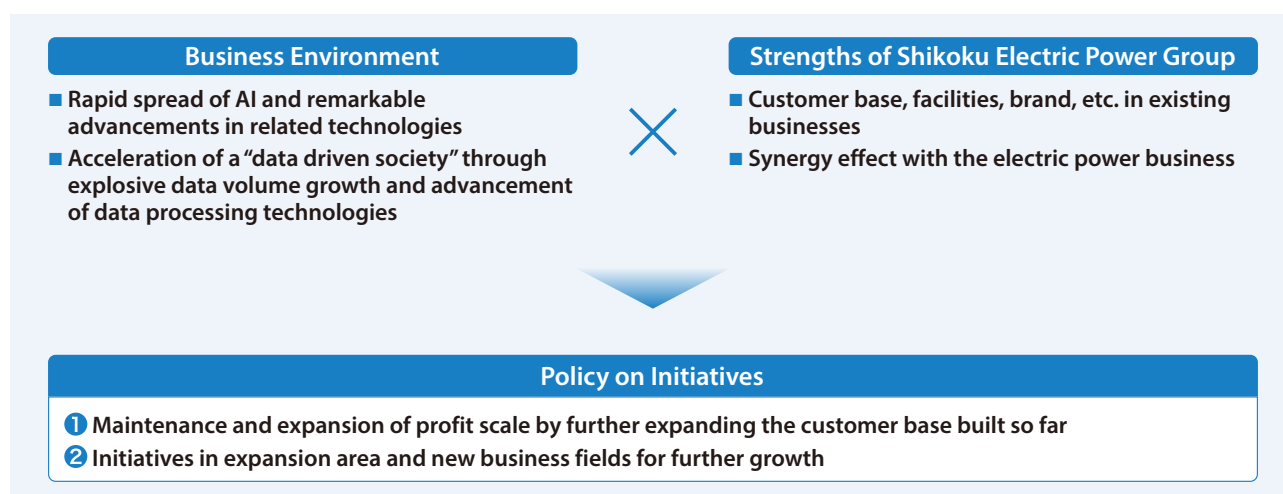 Business Environment
■ Rapid spread of AI and remarkable
advancements in related technologies
■ Acceleration of a “data driven society” through
explosive data volume growth and advancement
of data processing technologies
×
Strengths of Shikoku Electric Power Group
■ Customer base, facilities, brand, etc. in existing
businesses
■ Synergy effect with the electric power business
Policy on Initiatives
❶ Maintenance and expansion of profit scale by further expanding the customer base built so far
❷ Initiatives in expansion area and new business fields for further growth